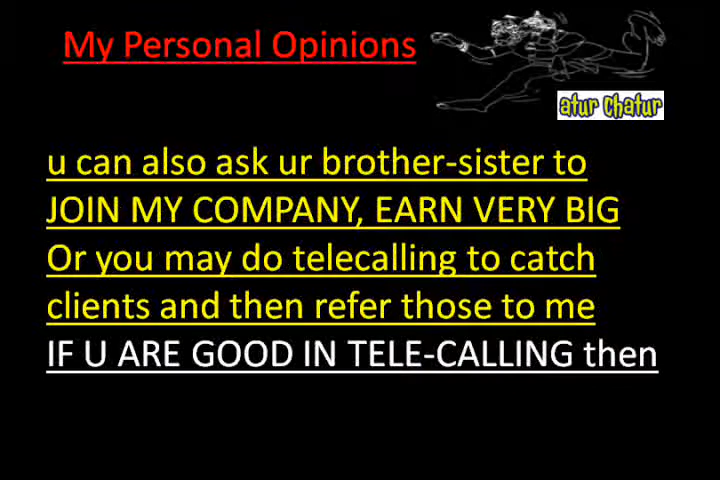 My Personal Opinions
atur chatur
u can also ask ur brother-sister to
JOIN MY COMPANY, EARN VERY BIG
Or you may do telecalling to catch
clients and then refer those to me
IF U ARE GOOD IN TELE-CALLING then